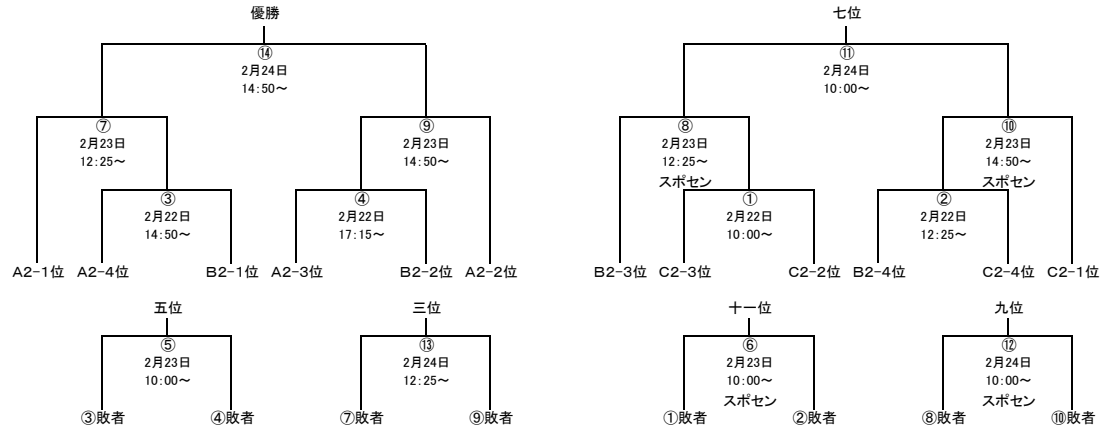 優勝
⑭
2月24日
14:50～
⑦
2月23日
12:25～
⑨
2月23日
14:50～
③
2月22日
14:50～
④
2月22日
17:15～
A2-1位 A2-4位 B2-1位 A2-3位 B2-2位 A2-2位
七位
⑪
2月24日
10:00～
⑧
2月23日
12:25～
スポセン
⑩
2月23日
14:50～
スポセン
①
2月22日
10:00～
②
2月22日
12:25～
B2-3位 C2-3位 C2-2位 B2-4位 C2-4位 C2-1位
五位
⑤
2月23日
10:00～
③敗者 ④敗者
三位
⑬
2月24日
12:25～
⑦敗者 ⑨敗者
十一位
⑥
2月23日
10:00～
スポセン
①敗者 ②敗者
九位
⑫
2月24日
10:00～
スポセン
⑧敗者 ⑩敗者